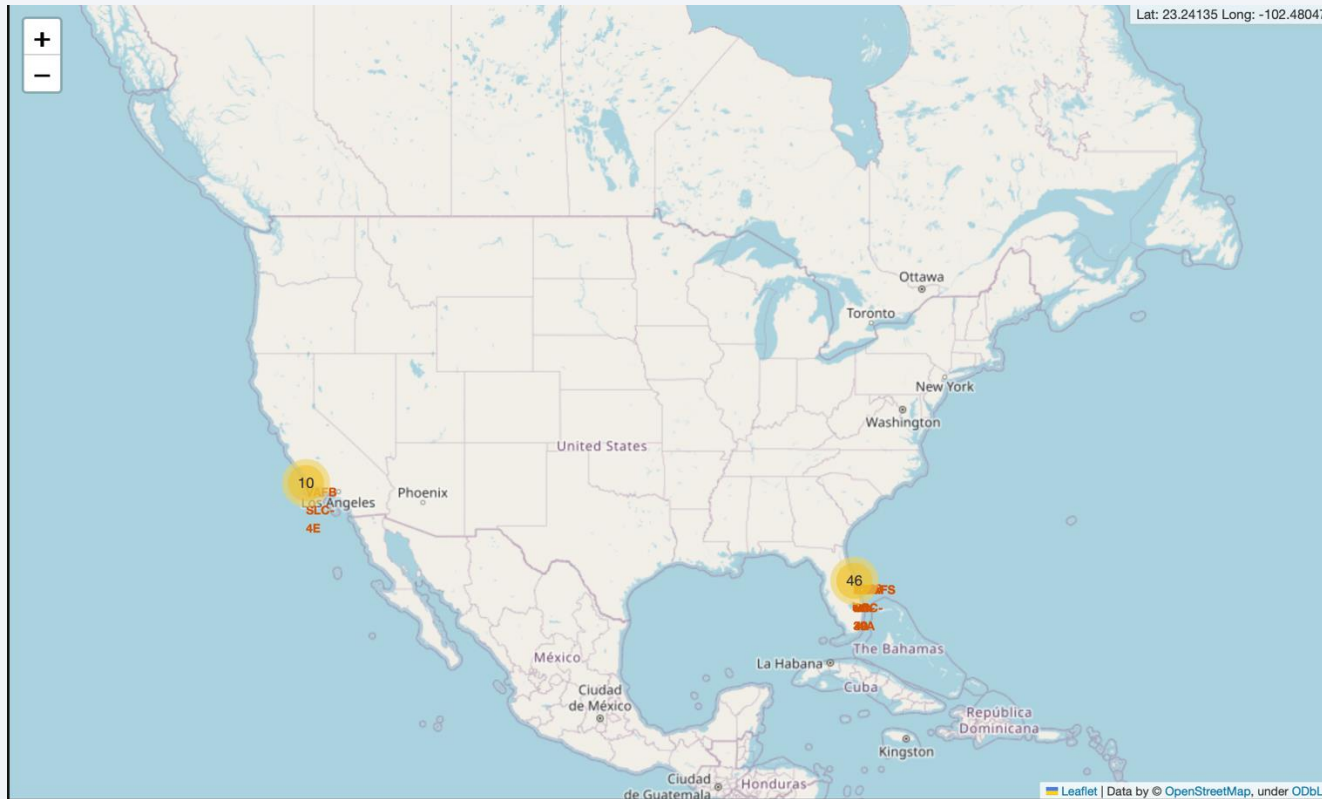 +
−
Lat: 23.24135 Long: -102.48047
Ottawa
Toronto
New York
Washington
United States
10
VAFB
Los Angeles
SLC-
4E
Phoenix
46
The Bahamas
La Habana
Cuba
México
Ciudad
de México
República
Dominicana
Kingston
Ciudad
de Guatemala
Honduras
Leaflet | Data by © OpenStreetMap, under ODbL